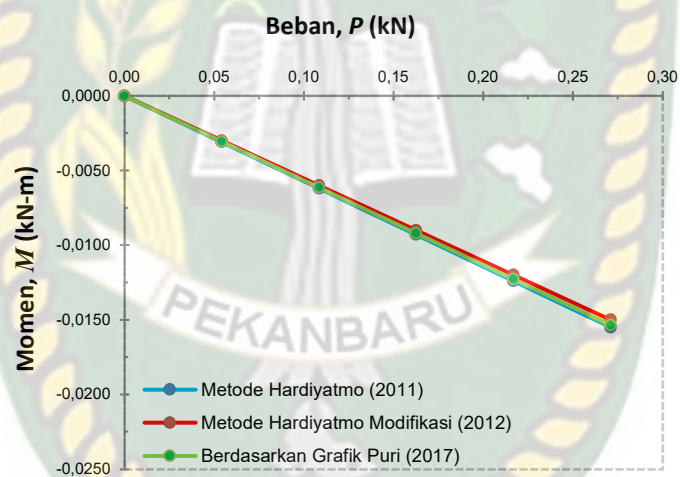 Beban, P (kN)
0,00 0,05 0,10 0,15 0,20 0,25 0,30
Momen, M (kN-m)
0,0000
-0,0050
-0,0100
-0,0150
-0,0200
-0,0250
PEKANBARU
Metode Hardiyatmo (2011)
Metode Hardiyatmo Modifikasi (2012)
Berdasarkan Grafik Puri (2017)